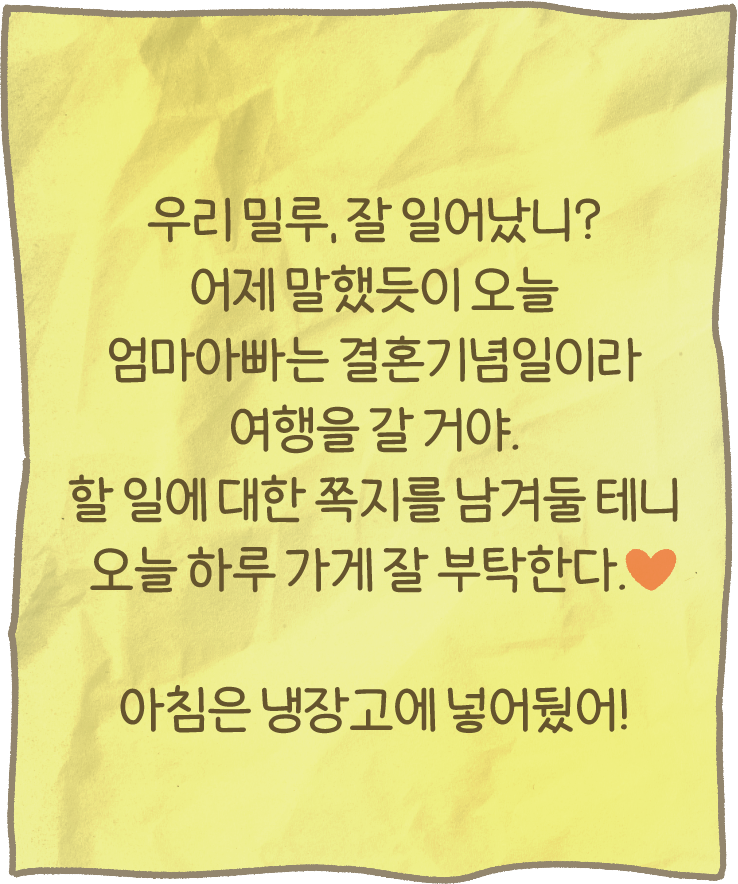 우리 밀루, 잘 일어났니?
어제 말했듯이 오늘
엄마아빠는 결혼기념일이라
여행을 갈 거야.
할 일에 대한 쪽지를 남겨둘 테니
오늘 하루 가게 잘 부탁한다.🧡
아침은 냉장고에 넣어뒀어!